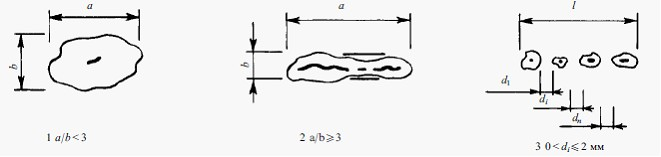 a
b
1 a/b<3
a
b
2 a/b⩾3
l
d₁
dᵢ
dₙ
3 0<dᵢ⩽2 мм